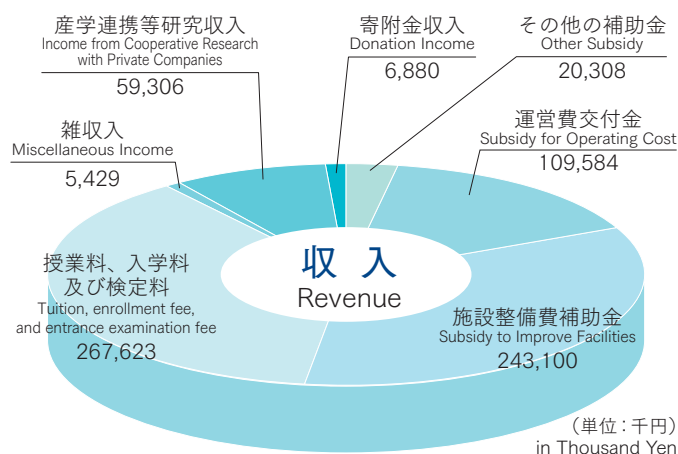 産学連携等研究収入
Income from Cooperative Research
with Private Companies
59,306
寄附金収入
Donation Income
6,880
その他の補助金
Other Subsidy
20,308
雑収入
Miscellaneous Income
5,429
運営費交付金
Subsidy for Operating Cost
109,584
収 入
Revenue
授業料、入学料
及び検定料
Tuition, enrollment fee,
and entrance examination fee
267,623
施設整備費補助金
Subsidy to Improve Facilities
243,100
（単位：千円）
in Thousand Yen